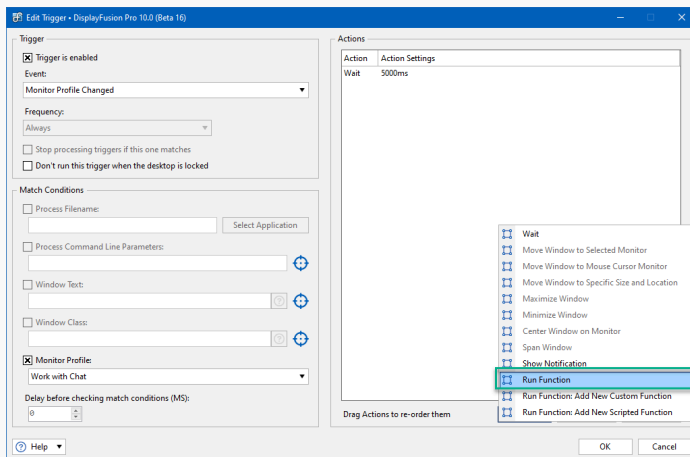 Edit Trigger • DisplayFusion Pro 10.0 (Beta 16)
Trigger
Trigger is enabled
Event:
Monitor Profile Changed
Frequency:
Always
Stop processing triggers if this one matches
Don't run this trigger when the desktop is locked
Match Conditions
Process Filename:
Select Application
Process Command Line Parameters:
Window Text:
Window Class:
Monitor Profile:
Work with Chat
Delay before checking match conditions (MS):
0
Help
Actions
Action Action Settings
Wait 5000ms
Wait
Move Window to Selected Monitor
Move Window to Mouse Cursor Monitor
Move Window to Specific Size and Location
Maximize Window
Minimize Window
Center Window on Monitor
Span Window
Show Notification
Run Function
Run Function: Add New Custom Function
Run Function: Add New Scripted Function
Drag Actions to re-order them
OK Cancel